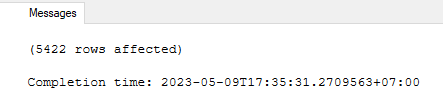 Messages
(5422 rows affected)
Completion time: 2023-05-09T17:35:31.2709563+07:00